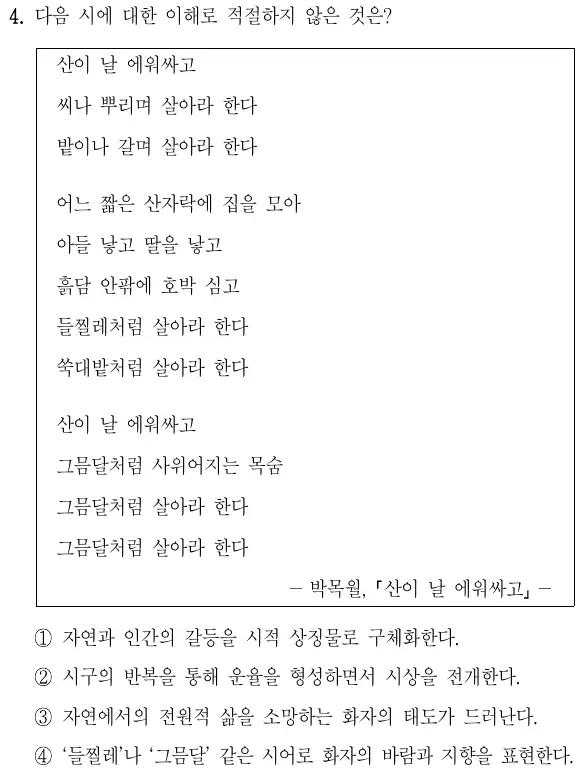 4. 다음 시에 대한 이해로 적절하지 않은 것은?
산이 날 에워싸고
씨나 뿌리며 살아라 한다
밭이나 갈며 살아라 한다
어느 짧은 산자락에 집을 모아
아들 낳고 딸을 낳고
흙담 안팎에 호박 심고
들찔레처럼 살아라 한다
쑥대밭처럼 살아라 한다
산이 날 에워싸고
그믐달처럼 사위어지는 목숨
그믐달처럼 살아라 한다
그믐달처럼 살아라 한다
– 박목월, 「산이 날 에워싸고」 –
① 자연과 인간의 갈등을 시적 상징물로 구체화한다.
② 시구의 반복을 통해 운율을 형성하면서 시상을 전개한다.
③ 자연에서의 전원적 삶을 소망하는 화자의 태도가 드러난다.
④ ‘들찔레’나 ‘그믐달’ 같은 시어로 화자의 바람과 지향을 표현한다.